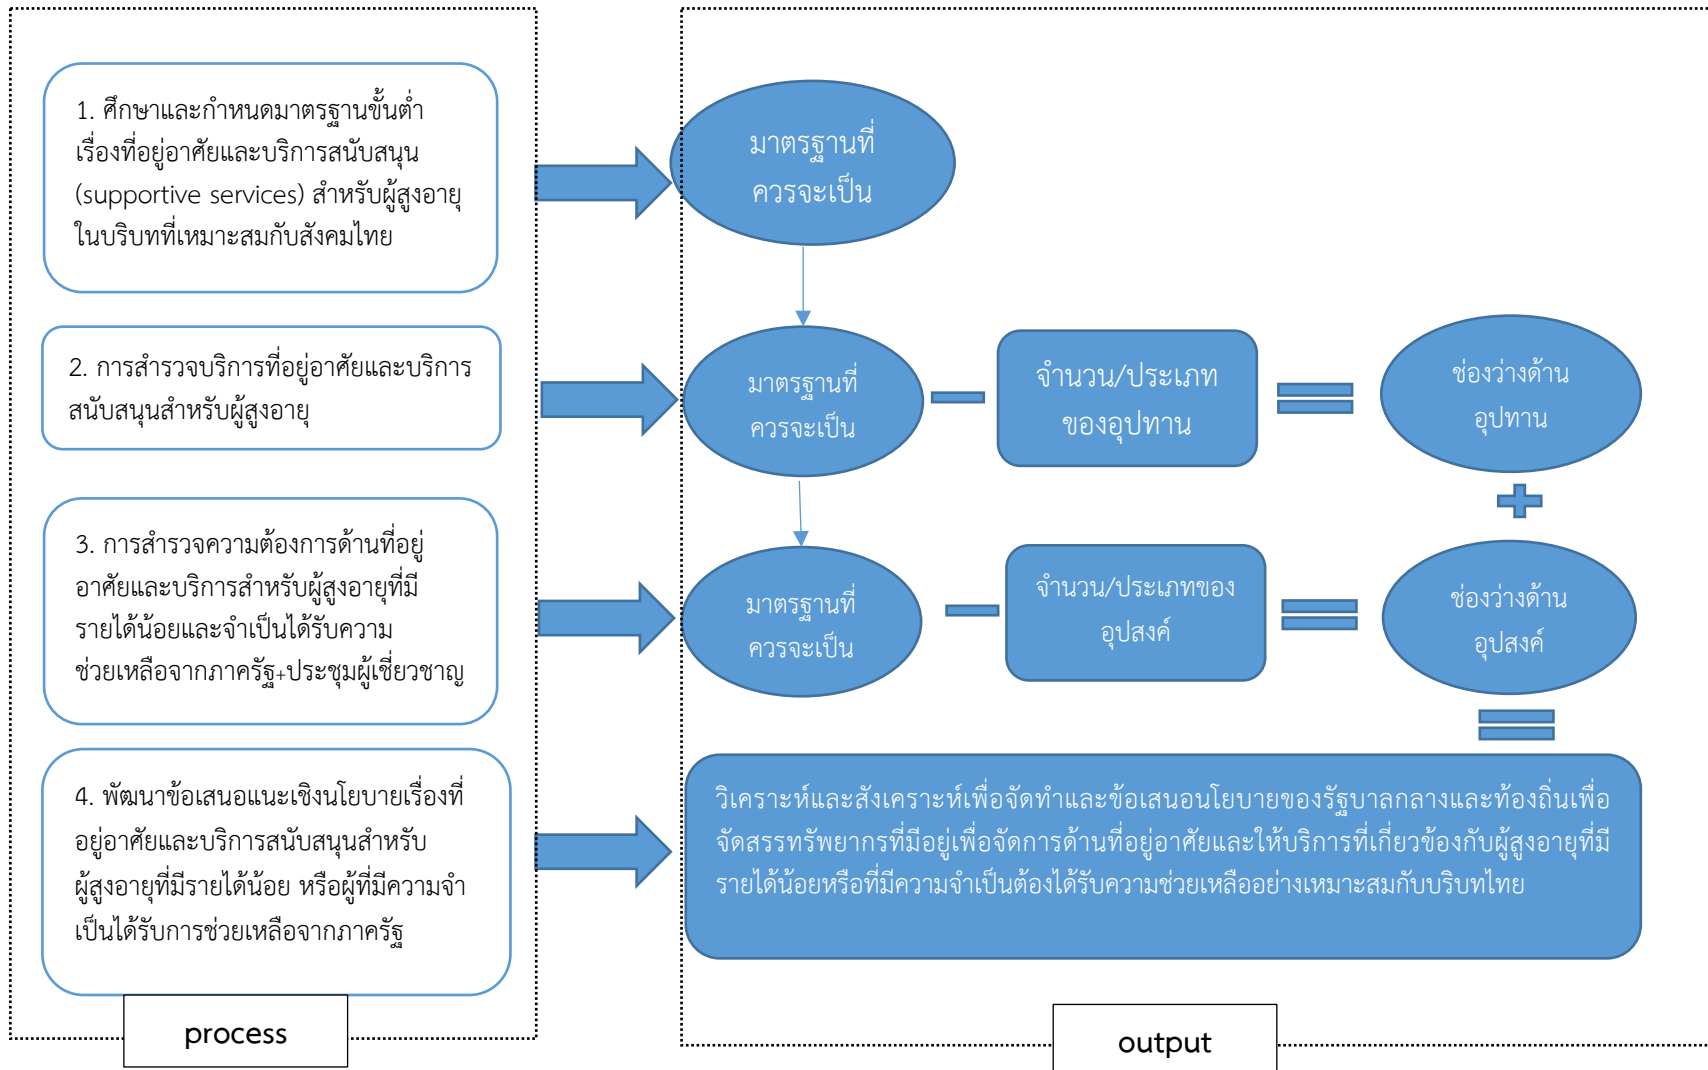 1. ศึกษาและกำหนดมาตรฐานขั้นต่ำ
เรื่องที่อยู่อาศัยและบริการสนับสนุน
(supportive services) สำหรับผู้สูงอายุ
ในบริบทที่เหมาะสมกับสังคมไทย
มาตรฐานที่
ควรจะเป็น
2. การสำรวจบริการที่อยู่อาศัยและบริการ
สนับสนุนสำหรับผู้สูงอายุ
มาตรฐานที่
ควรจะเป็น
จำนวน/ประเภท
ของอุปทาน
ช่องว่างด้าน
อุปทาน
3. การสำรวจความต้องการด้านที่อยู่
อาศัยและบริการสำหรับผู้สูงอายุที่มี
รายได้น้อยและจำเป็นได้รับความ
ช่วยเหลือจากภาครัฐ+ประชุมผู้เชี่ยวชาญ
มาตรฐานที่
ควรจะเป็น
จำนวน/ประเภทของ
อุปสงค์
ช่องว่างด้าน
อุปสงค์
4. พัฒนาข้อเสนอแนะเชิงนโยบายเรื่องที่
อยู่อาศัยและบริการสนับสนุนสำหรับ
ผู้สูงอายุที่มีรายได้น้อย หรือผู้ที่มีความจำ
เป็นได้รับการช่วยเหลือจากภาครัฐ
วิเคราะห์และสังเคราะห์เพื่อจัดทำและข้อเสนอนโยบายของรัฐบาลกลางและท้องถิ่นเพื่อ
จัดสรรทรัพยากรที่มีอยู่เพื่อจัดการด้านที่อยู่อาศัยและให้บริการที่เกี่ยวข้องกับผู้สูงอายุที่มี
รายได้น้อยหรือที่มีความจำเป็นต้องได้รับความช่วยเหลืออย่างเหมาะสมกับบริบทไทย
process
output